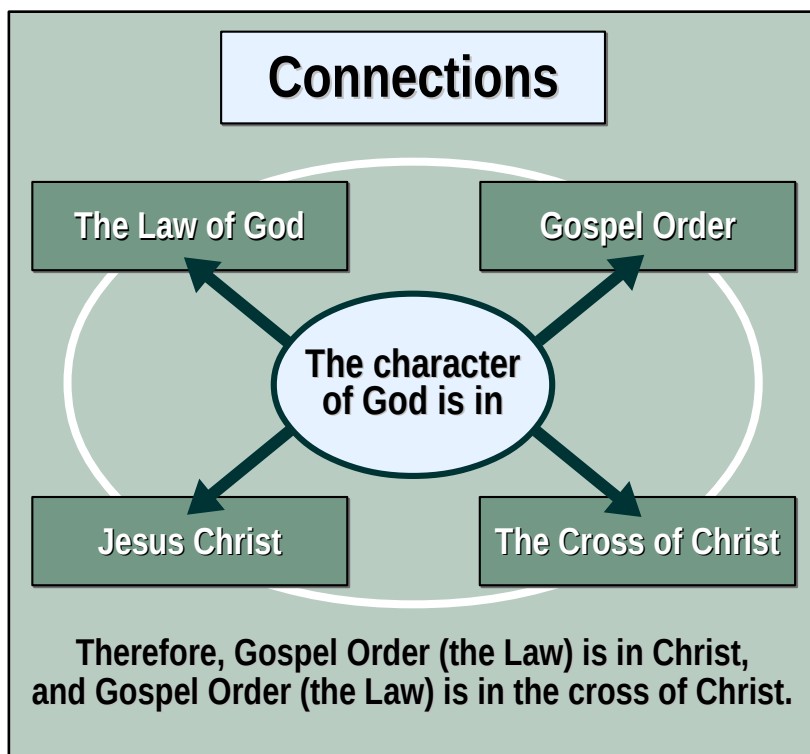 Connections
The Law of God
Gospel Order
The character
of God is in
Jesus Christ
The Cross of Christ
Therefore, Gospel Order (the Law) is in Christ,
and Gospel Order (the Law) is in the cross of Christ.